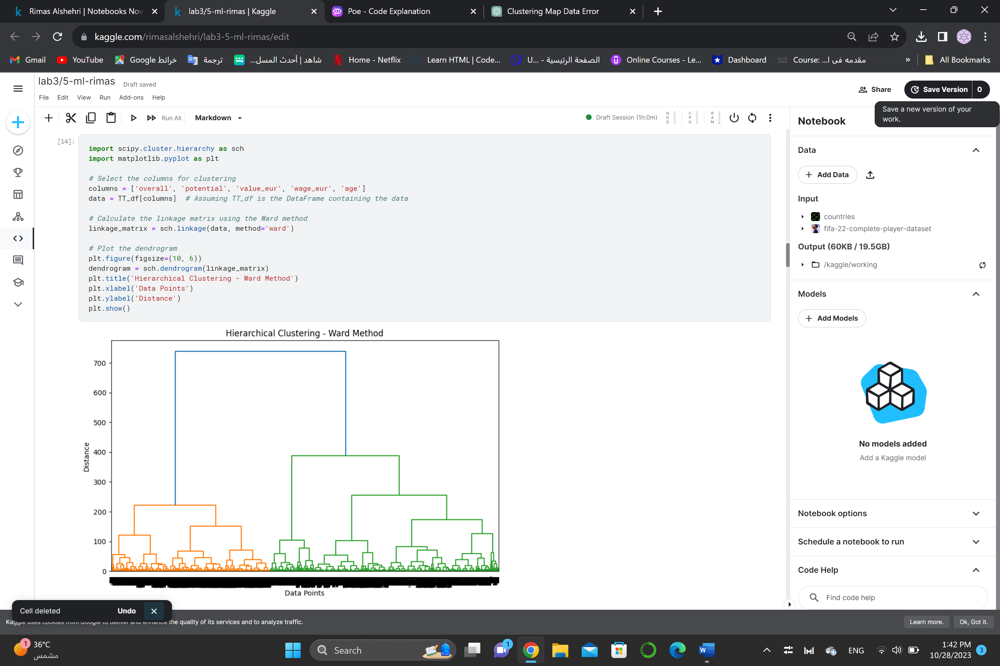 Rimas Alshehri | Notebooks Nov
lab3/5-ml-rimas | Kaggle
Poe - Code Explanation
Clustering Map Data Error
kaggle.com/rimasalshehri/lab3-5-ml-rimas/edit
Gmail
YouTube
خرائط Google
ترجمة
شاهد | أحدث المسل...
Home - Netflix
Learn HTML | Code...
الصفحة الرئيسية - U...
Online Courses - Le...
Dashboard
Course: مقدمه فى ا...
»
All Bookmarks
lab3/5-ml-rimas Draft saved
File Edit View Run Add-ons Help
Share
Save Version 0
Save a new version of your
work.
Run All
Markdown
Draft Session (1h:0m)
HDD
CPU
RAM
[14]:
import scipy.cluster.hierarchy as sch
import matplotlib.pyplot as plt
# Select the columns for clustering
columns = ['overall', 'potential', 'value_eur', 'wage_eur', 'age']
data = TT_df[columns]  # Assuming TT_df is the DataFrame containing the data
# Calculate the linkage matrix using the Ward method
linkage_matrix = sch.linkage(data, method='ward')
# Plot the dendrogram
plt.figure(figsize=(10, 6))
dendrogram = sch.dendrogram(linkage_matrix)
plt.title('Hierarchical Clustering - Ward Method')
plt.xlabel('Data Points')
plt.ylabel('Distance')
plt.show()
Hierarchical Clustering - Ward Method
700
600
500
400
300
200
100
0
Distance
Data Points
Notebook
Data
Add Data
Input
countries
fifa-22-complete-player-dataset
Output (60KB / 19.5GB)
/kaggle/working
Models
Add Models
No models added
Add a Kaggle model
Notebook options
Schedule a notebook to run
Code Help
Find code help
Cell deleted
Undo
Kaggle uses cookies from Google to deliver and enhance the quality of its services and to analyze traffic.
Learn more.
Ok, Got it.
1
36°C
مشمس
Search
1
W
ENG
1:42 PM
10/28/2023
3